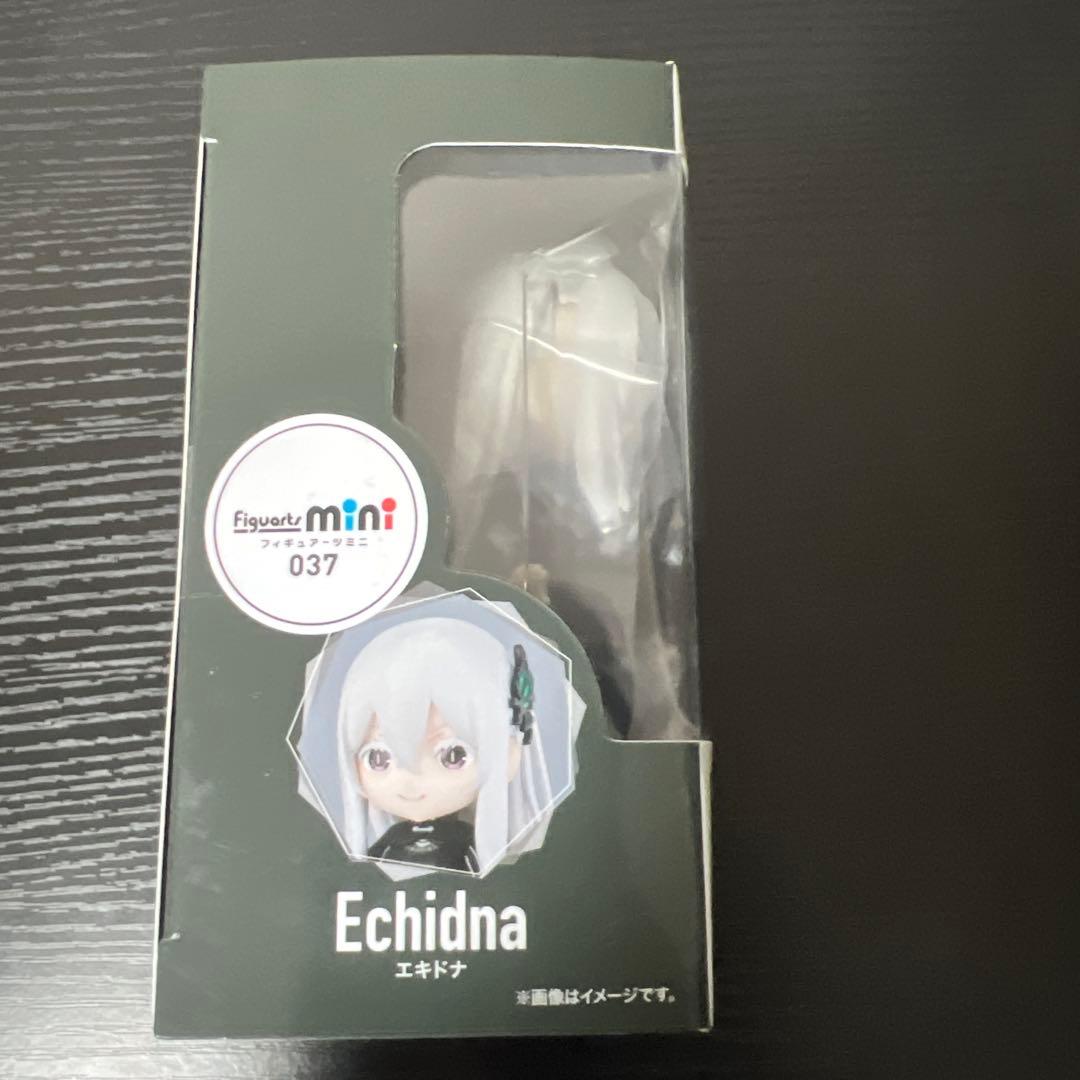 Figuarts mini
フィギュアーツミニ
037
Echidna
エキドナ
※画像はイメージです。